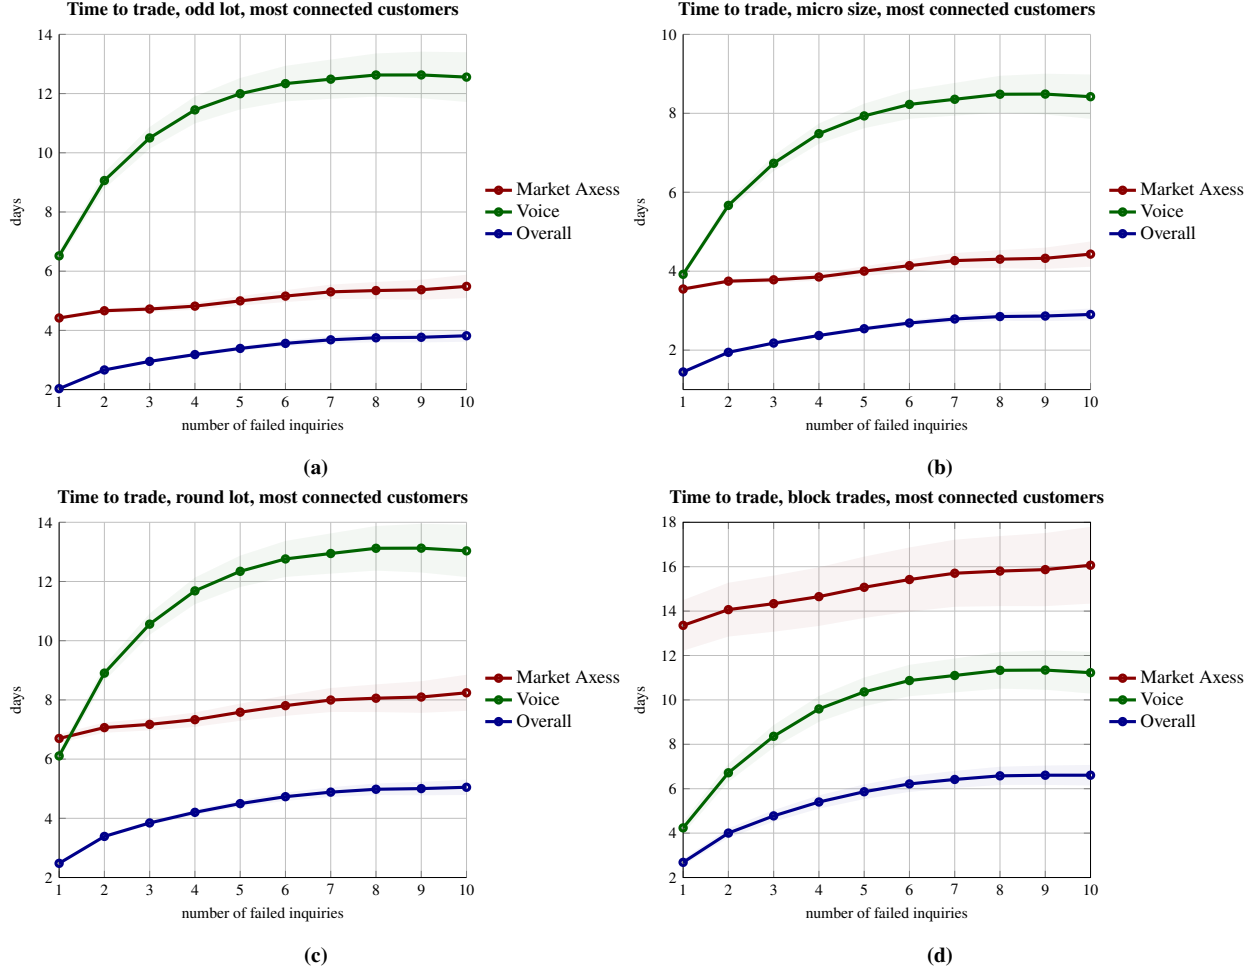 Time to trade, odd lot, most connected customers
14
12
10
8
6
4
2
days
1 2 3 4 5 6 7 8 9 10
number of failed inquiries
Market Axess
Voice
Overall
(a)
Time to trade, micro size, most connected customers
10
8
6
4
2
days
1 2 3 4 5 6 7 8 9 10
number of failed inquiries
Market Axess
Voice
Overall
(b)
Time to trade, round lot, most connected customers
14
12
10
8
6
4
2
days
1 2 3 4 5 6 7 8 9 10
number of failed inquiries
Market Axess
Voice
Overall
(c)
Time to trade, block trades, most connected customers
18
16
14
12
10
8
6
4
2
days
1 2 3 4 5 6 7 8 9 10
number of failed inquiries
Market Axess
Voice
Overall
(d)